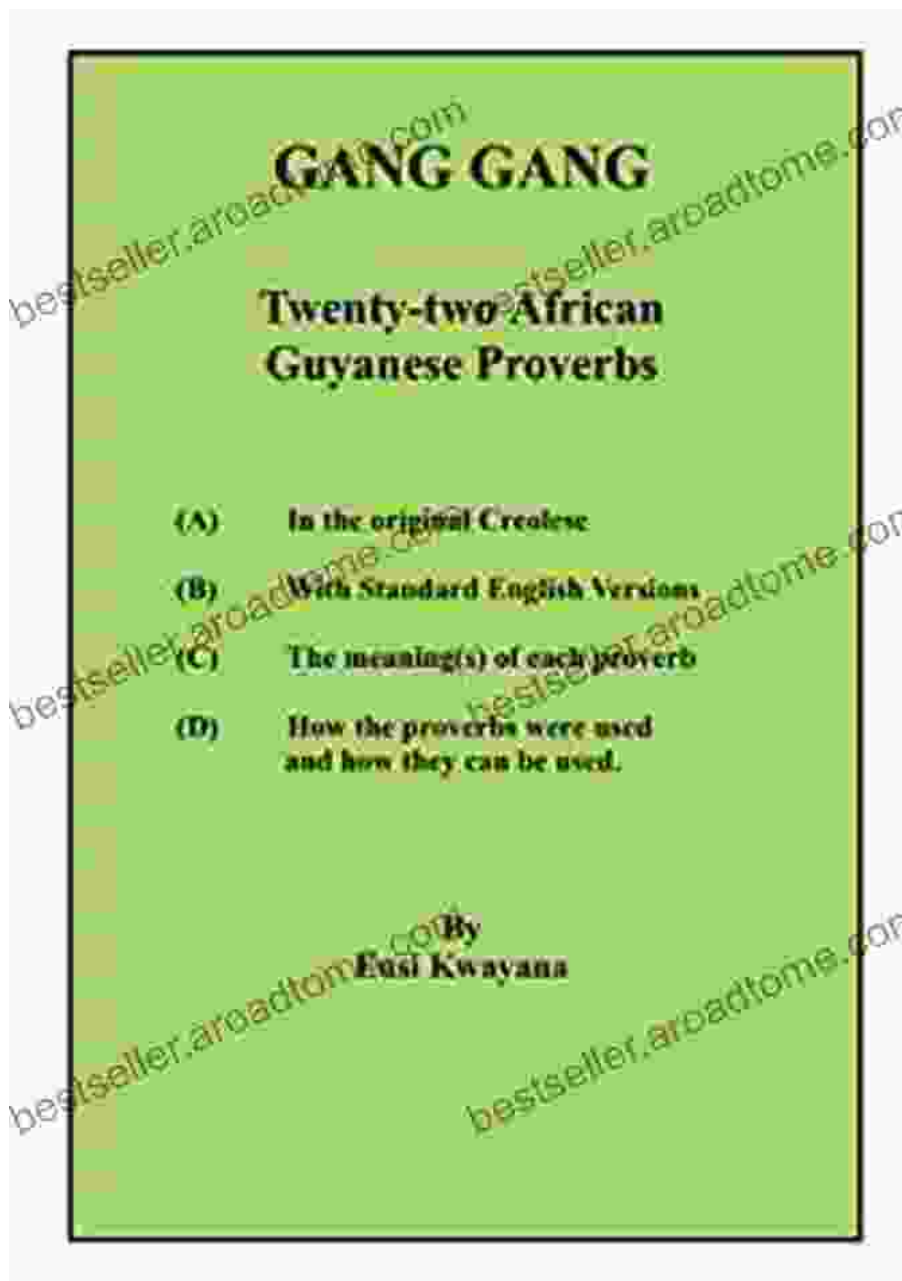 GANG GANG
Twenty-two African
Guyanese Proverbs
(A) In the original Creolese
(B) With Standard English Versions
(C) The meaning(s) of each proverb
(D) How the proverbs were used
and how they can be used.
By
Eusi Kwayana
bestseller.aroadtome.com
bestseller.aroadtome.com
bestseller.aroadtome.com
bestseller.aroadtome.com
bestseller.aroadtome.com
bestseller.aroadtome.com